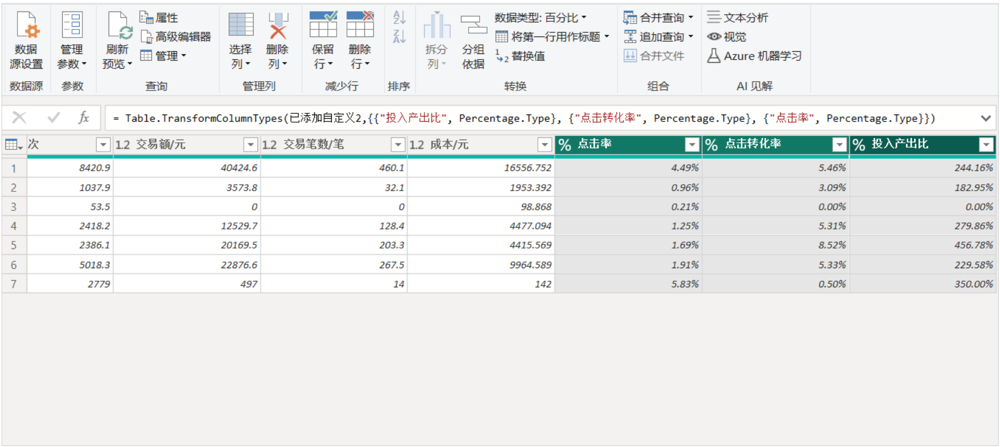 数据
源设置
管理
参数
刷新
预览
属性
高级编辑器
管理
选择
列
删除
列
保留
行
删除
行
拆分
列
分组
依据
数据类型: 百分比
将第一行用作标题
替换值
合并查询
追加查询
合并文件
文本分析
视觉
Azure 机器学习
数据源 参数 查询 管理列 减少行 排序 转换 组合 AI 见解
fx = Table.TransformColumnTypes(已添加自定义2,{{"投入产出比", Percentage.Type}, {"点击转化率", Percentage.Type}, {"点击率", Percentage.Type}})
次 1.2 交易额/元 1.2 交易笔数/笔 1.2 成本/元 % 点击率 % 点击转化率 % 投入产出比
1 8420.9 40424.6 460.1 16556.752 4.49% 5.46% 244.16%
2 1037.9 3573.8 32.1 1953.392 0.96% 3.09% 182.95%
3 53.5 0 0 98.868 0.21% 0.00% 0.00%
4 2418.2 12529.7 128.4 4477.094 1.25% 5.31% 279.86%
5 2386.1 20169.5 203.3 4415.569 1.69% 8.52% 456.78%
6 5018.3 22876.6 267.5 9964.589 1.91% 5.33% 229.58%
7 2779 497 14 142 5.83% 0.50% 350.00%